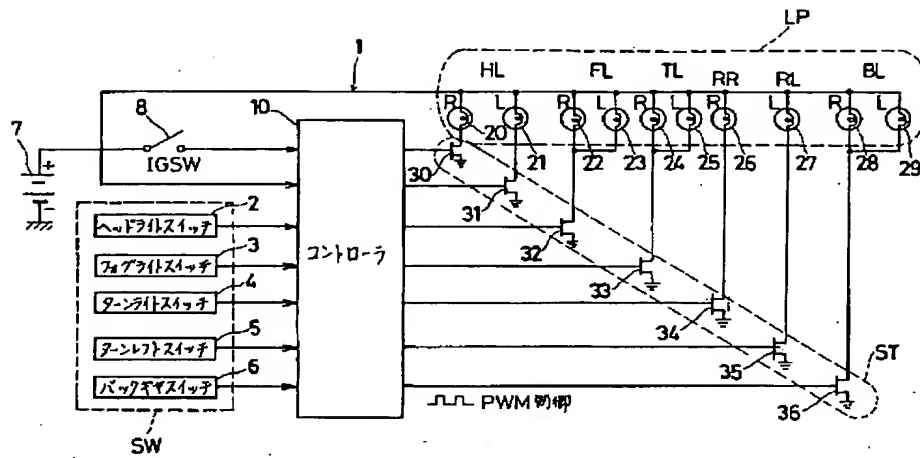 LP
1
HL
FL
TL
RR
RL
BL
R
L
R
L
R
L
R
L
R
L
20
21
22
23
24
25
26
27
28
29
7
+
-
8
IGSW
10
コントローラ
2
ヘッドライトスイッチ
3
フォグライトスイッチ
4
ターンライトスイッチ
5
ターンレフトスイッチ
6
バックギヤスイッチ
SW
30
31
32
33
34
35
36
ST
PWM制御